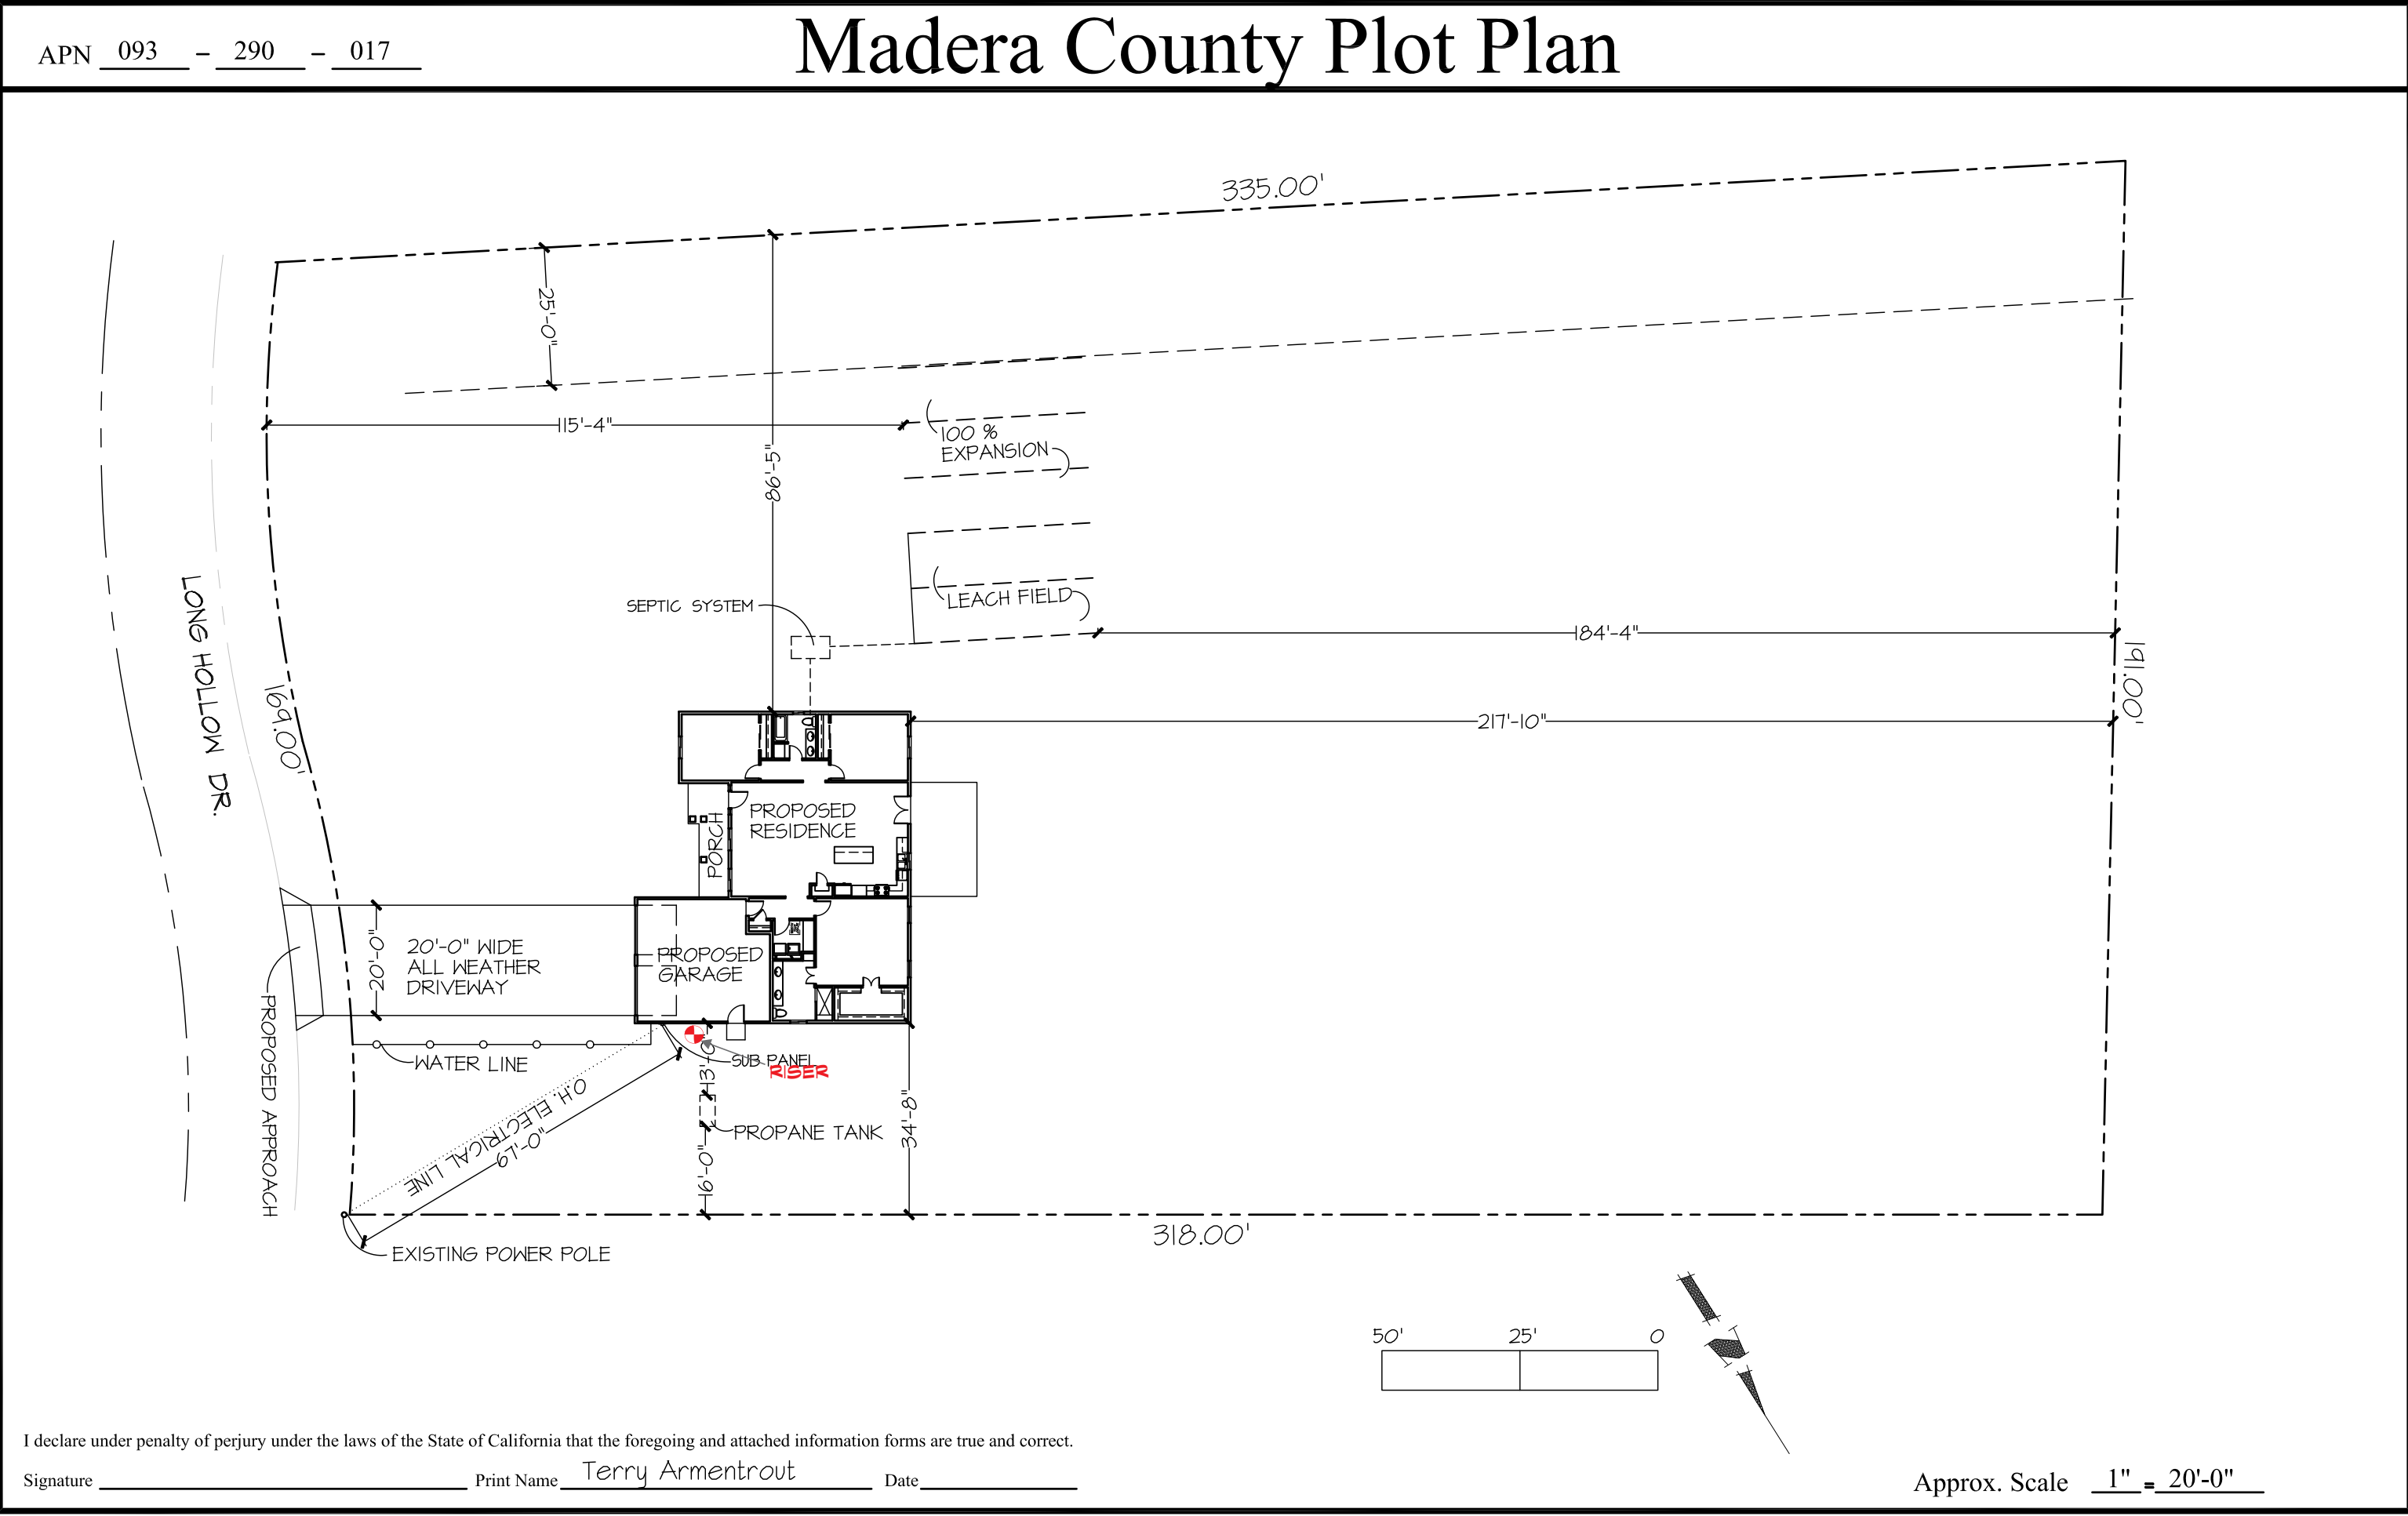 APN 093 - 290 - 017
Madera County Plot Plan
335.00'
25'-0"
115'-4"
100 %
EXPANSION
86'-5"
LEACH FIELD
SEPTIC SYSTEM
184'-4"
191.00'
217'-10"
LONG HOLLOW DR.
169.00'
PROPOSED
RESIDENCE
PORCH
20'-0"
20'-0" WIDE
ALL WEATHER
DRIVEWAY
PROPOSED
GARAGE
PROPOSED APPROACH
WATER LINE
SUB PANEL
RISER
13'-0"
O.H. ELECTRICAL LINE
67'-0"
PROPANE TANK
34'-8"
16'-0"
318.00'
EXISTING POWER POLE
50' 25' 0
N
I declare under penalty of perjury under the laws of the State of California that the foregoing and attached information forms are true and correct.
Signature Print Name Terry Armentrout Date
Approx. Scale 1" = 20'-0"